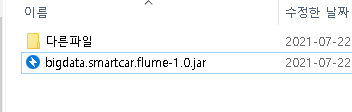 이름 수정한 날짜
다른파일 2021-07-22
bigdata.smartcar.flume-1.0.jar 2021-07-22